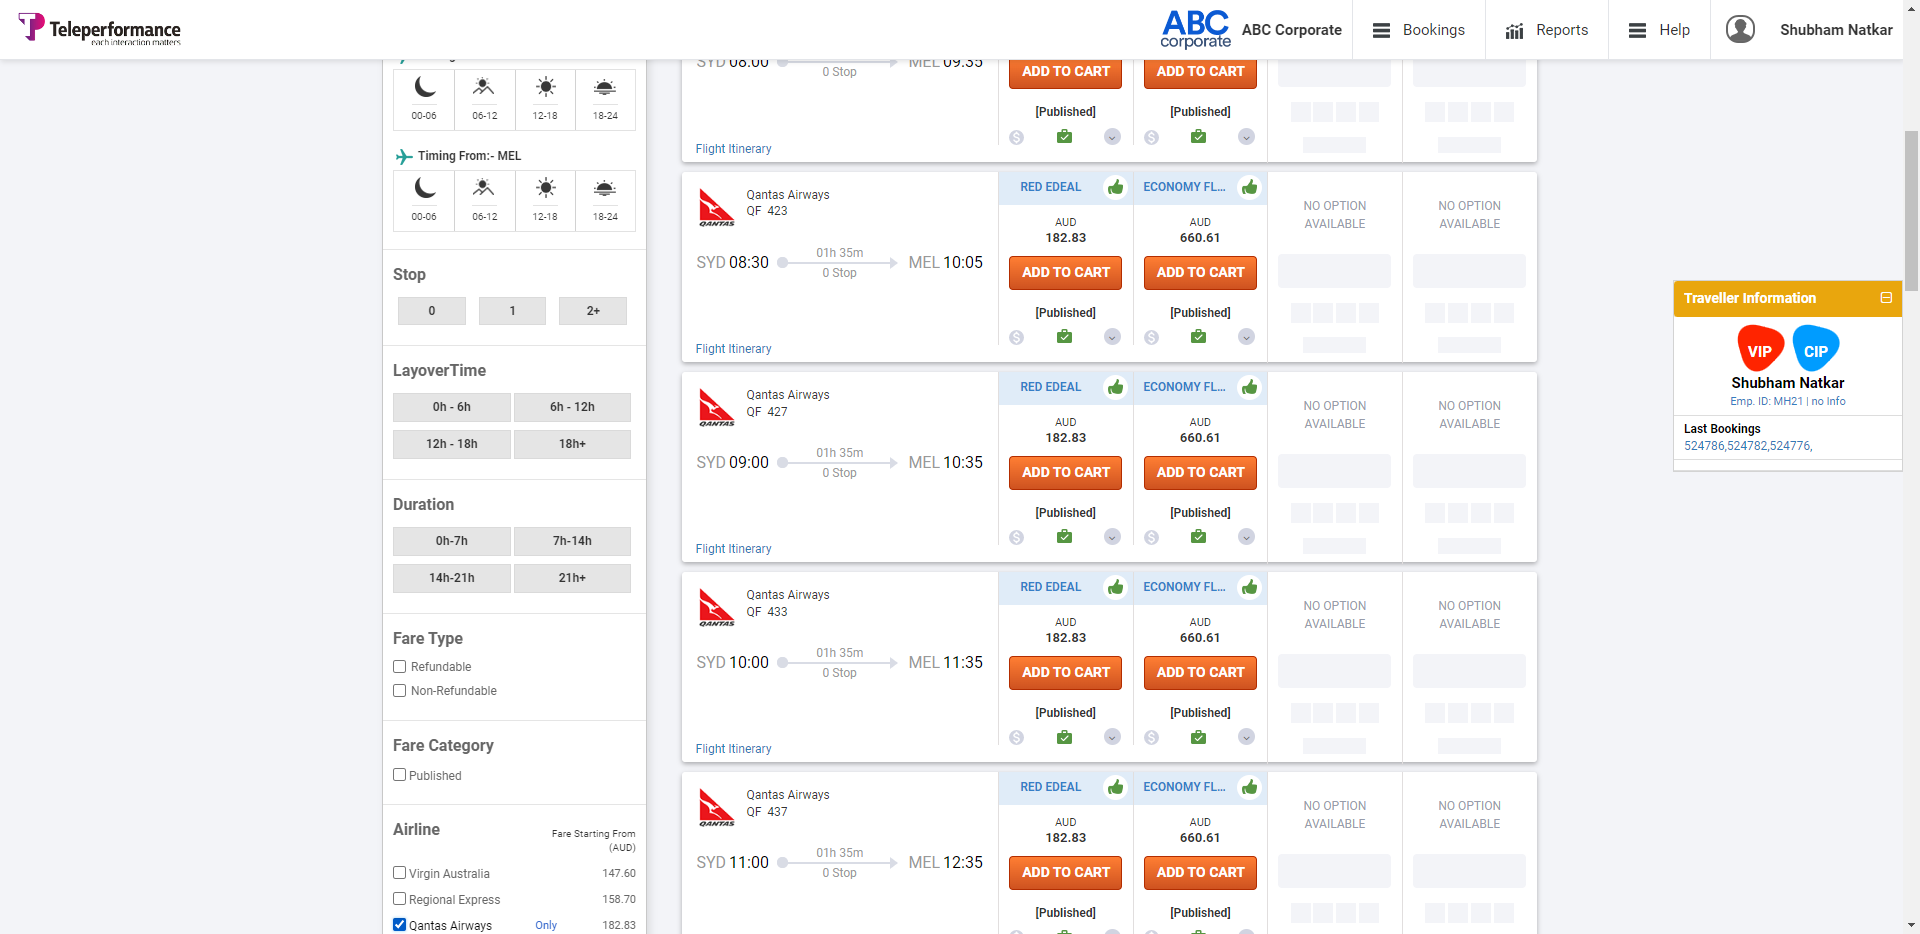 Teleperformance
each interaction matters
ABC
corporate
ABC Corporate
Bookings
Reports
Help
Shubham Natkar
00-06
06-12
12-18
18-24
Timing From:- MEL
00-06
06-12
12-18
18-24
Stop
0
1
2+
LayoverTime
0h - 6h
6h - 12h
12h - 18h
18h+
Duration
0h-7h
7h-14h
14h-21h
21h+
Fare Type
Refundable
Non-Refundable
Fare Category
Published
Airline
Fare Starting From
(AUD)
Virgin Australia 147.60
Regional Express 158.70
Qantas Airways Only 182.83
SYD 08:00
0 Stop
MEL 09:35
ADD TO CART
ADD TO CART
[Published]
[Published]
Flight Itinerary
QANTAS
Qantas Airways
QF 423
SYD 08:30
01h 35m
0 Stop
MEL 10:05
RED EDEAL
AUD
182.83
ADD TO CART
[Published]
ECONOMY FL...
AUD
660.61
ADD TO CART
[Published]
NO OPTION
AVAILABLE
NO OPTION
AVAILABLE
Flight Itinerary
QANTAS
Qantas Airways
QF 427
SYD 09:00
01h 35m
0 Stop
MEL 10:35
RED EDEAL
AUD
182.83
ADD TO CART
[Published]
ECONOMY FL...
AUD
660.61
ADD TO CART
[Published]
NO OPTION
AVAILABLE
NO OPTION
AVAILABLE
Flight Itinerary
QANTAS
Qantas Airways
QF 433
SYD 10:00
01h 35m
0 Stop
MEL 11:35
RED EDEAL
AUD
182.83
ADD TO CART
[Published]
ECONOMY FL...
AUD
660.61
ADD TO CART
[Published]
NO OPTION
AVAILABLE
NO OPTION
AVAILABLE
Flight Itinerary
QANTAS
Qantas Airways
QF 437
SYD 11:00
01h 35m
0 Stop
MEL 12:35
RED EDEAL
AUD
182.83
ADD TO CART
[Published]
ECONOMY FL...
AUD
660.61
ADD TO CART
[Published]
NO OPTION
AVAILABLE
NO OPTION
AVAILABLE
Traveller Information
VIP
CIP
Shubham Natkar
Emp. ID: MH21 | no Info
Last Bookings
524786,524782,524776,